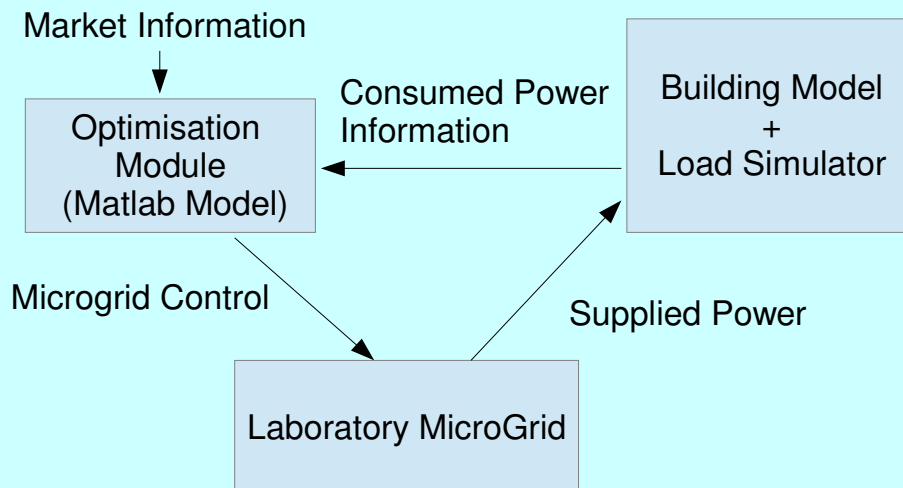 Market Information
Optimisation
Module
(Matlab Model)
Consumed Power
Information
Building Model
+
Load Simulator
Microgrid Control
Supplied Power
Laboratory MicroGrid